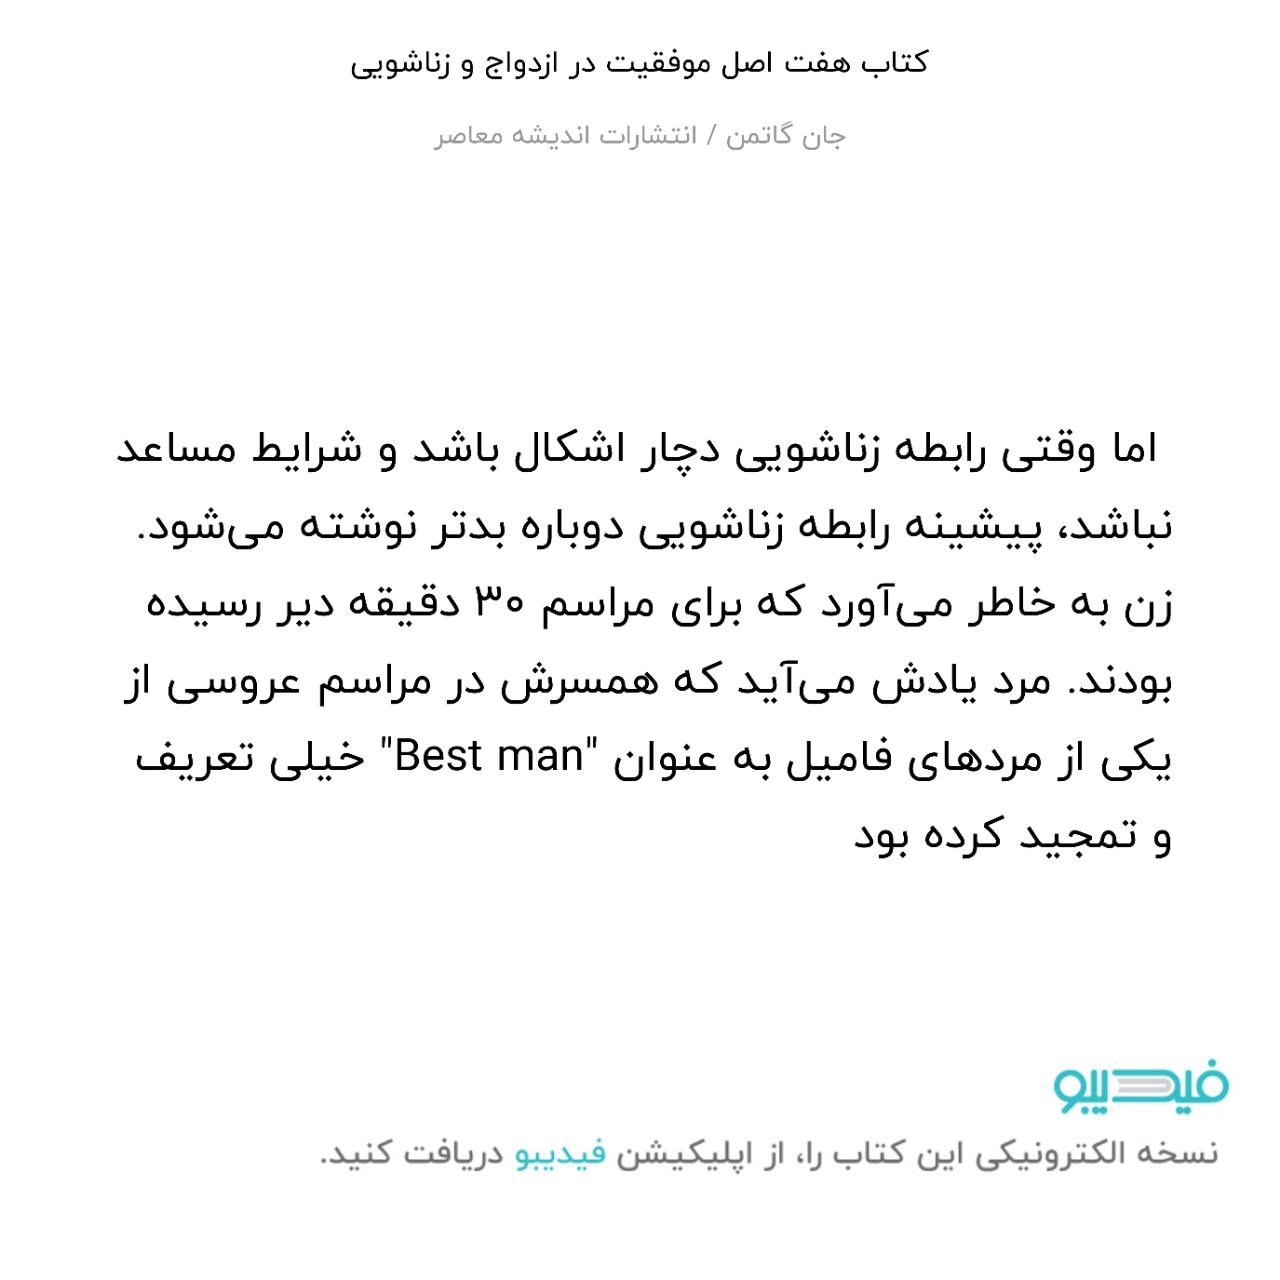 کتاب هفت اصل موفقیت در ازدواج و زناشویی
جان گاتمن / انتشارات اندیشه معاصر
اما وقتی رابطه زناشویی دچار اشکال باشد و شرایط مساعد
نباشد، پیشینه رابطه زناشویی دوباره بدتر نوشته می‌شود.
زن به خاطر می‌آورد که برای مراسم ۳۰ دقیقه دیر رسیده
بودند. مرد یادش می‌آید که همسرش در مراسم عروسی از
یکی از مردهای فامیل به عنوان "Best man" خیلی تعریف
و تمجید کرده بود
فیدیبو
نسخه الکترونیکی این کتاب را، از اپلیکیشن فیدیبو دریافت کنید.